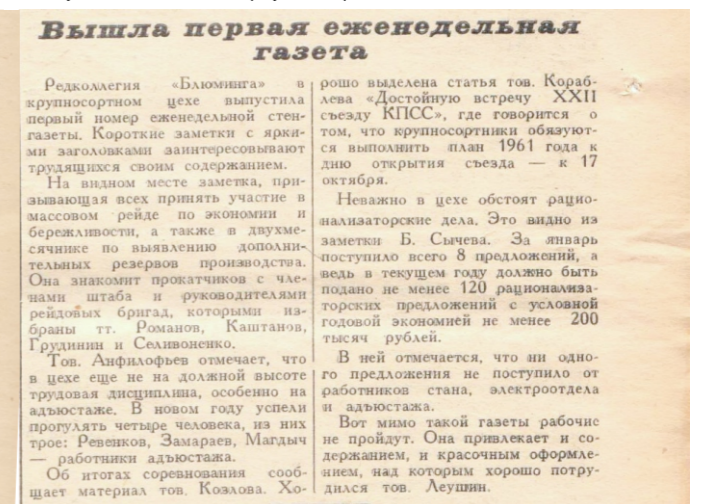 Вышла первая еженедельная
газета
Редколлегия «Блюминга» в
крупносортном цехе выпустила
первый номер еженедельной стен-
газеты. Короткие заметки с ярки-
ми заголовками заинтересовывают
трудящихся своим содержанием.
На видном месте заметка, при-
зывающая всех принять участие в
массовом рейде по экономии и
бережливости, а также в двухме-
сячнике по выявлению дополни-
тельных резервов производства.
Она знакомит прокатчиков с чле-
нами штаба и руководителями
рейдовых бригад, которыми из-
браны тт. Романов, Каштанов,
Грудинин и Селивоненко.
Тов. Анфилофьев отмечает, что
в цехе еще не на должной высоте
трудовая дисциплина, особенно на
адъюстаже. В новом году успели
прогулять четыре человека, из них
трое: Ревенков, Замараев, Магдыч
— работники адъюстажа.
Об итогах соревнования сооб-
щает материал тов. Козлова. Хо-
рошо выделена статья тов. Кораб-
лева «Достойную встречу XXII
съезду КПСС», где говорится о
том, что крупносортники обязуют-
ся выполнить план 1961 года к
дню открытия съезда — к 17
октября.
Неважно в цехе обстоят рацио-
нализаторские дела. Это видно из
заметки Б. Сычева. За январь
поступило всего 8 предложений, а
ведь в текущем году должно быть
подано не менее 120 рационализа-
торских предложений с условной
годовой экономией не менее 200
тысяч рублей.
В ней отмечается, что ни одно-
го предложения не поступило от
работников стана, электроотдела
и адъюстажа.
Вот мимо такой газеты рабочие
не пройдут. Она привлекает и со-
держанием, и красочным оформле-
нием, над которым хорошо потру-
дился тов. Леушин.